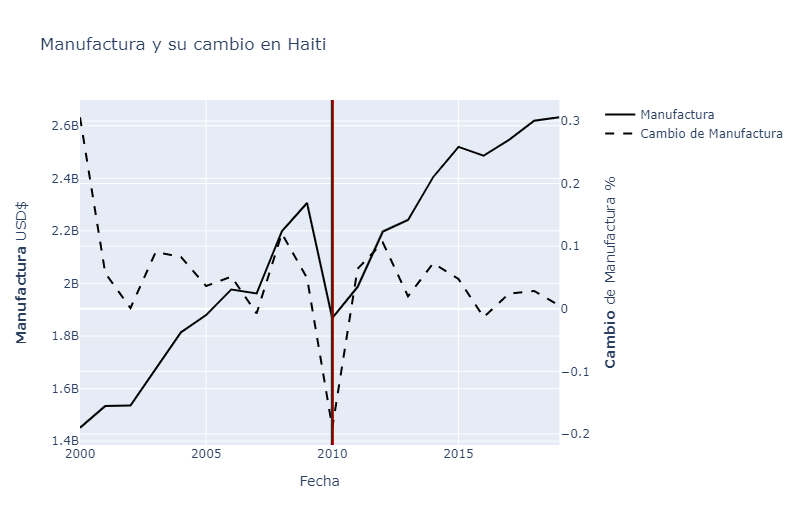 Manufactura y su cambio en Haiti
Manufactura
Cambio de Manufactura
2.6B
2.4B
2.2B
2B
1.8B
1.6B
1.4B
0.3
0.2
0.1
0
−0.1
−0.2
2000
2005
2010
2015
Fecha
Manufactura USD$
Cambio de Manufactura %